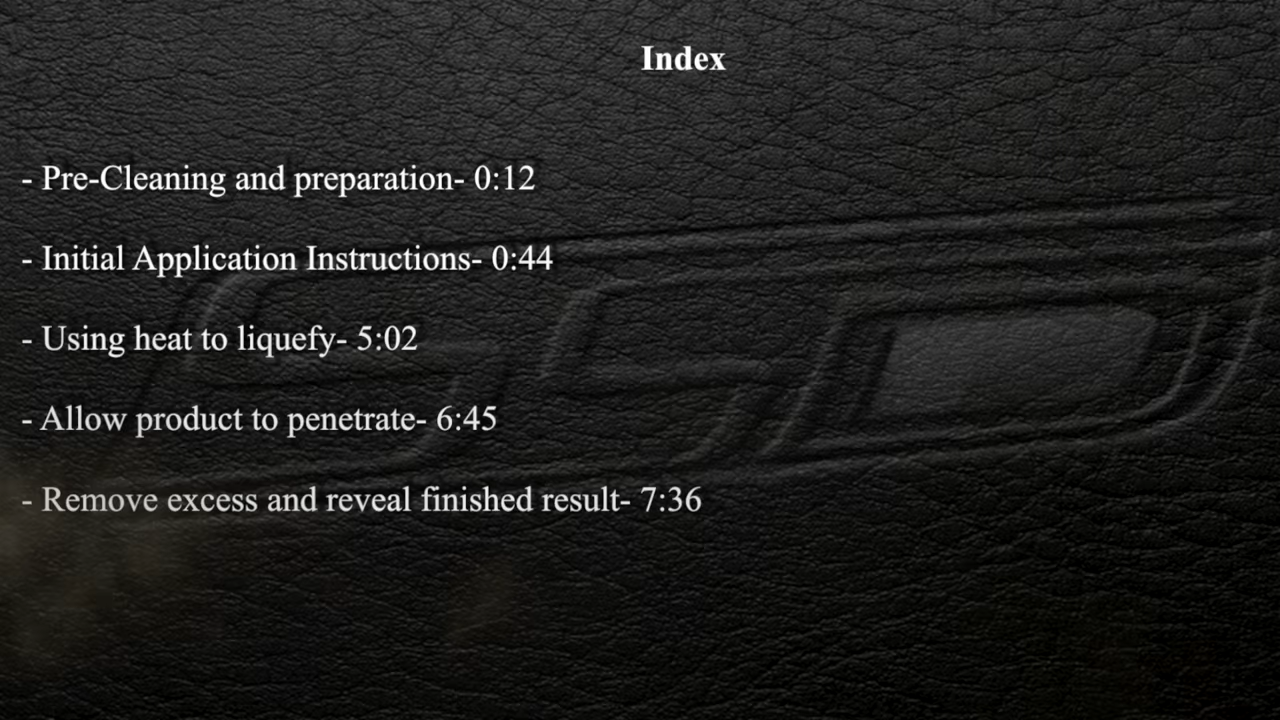 Index
- Pre-Cleaning and preparation- 0:12
- Initial Application Instructions- 0:44
- Using heat to liquefy- 5:02
- Allow product to penetrate- 6:45
- Remove excess and reveal finished result- 7:36